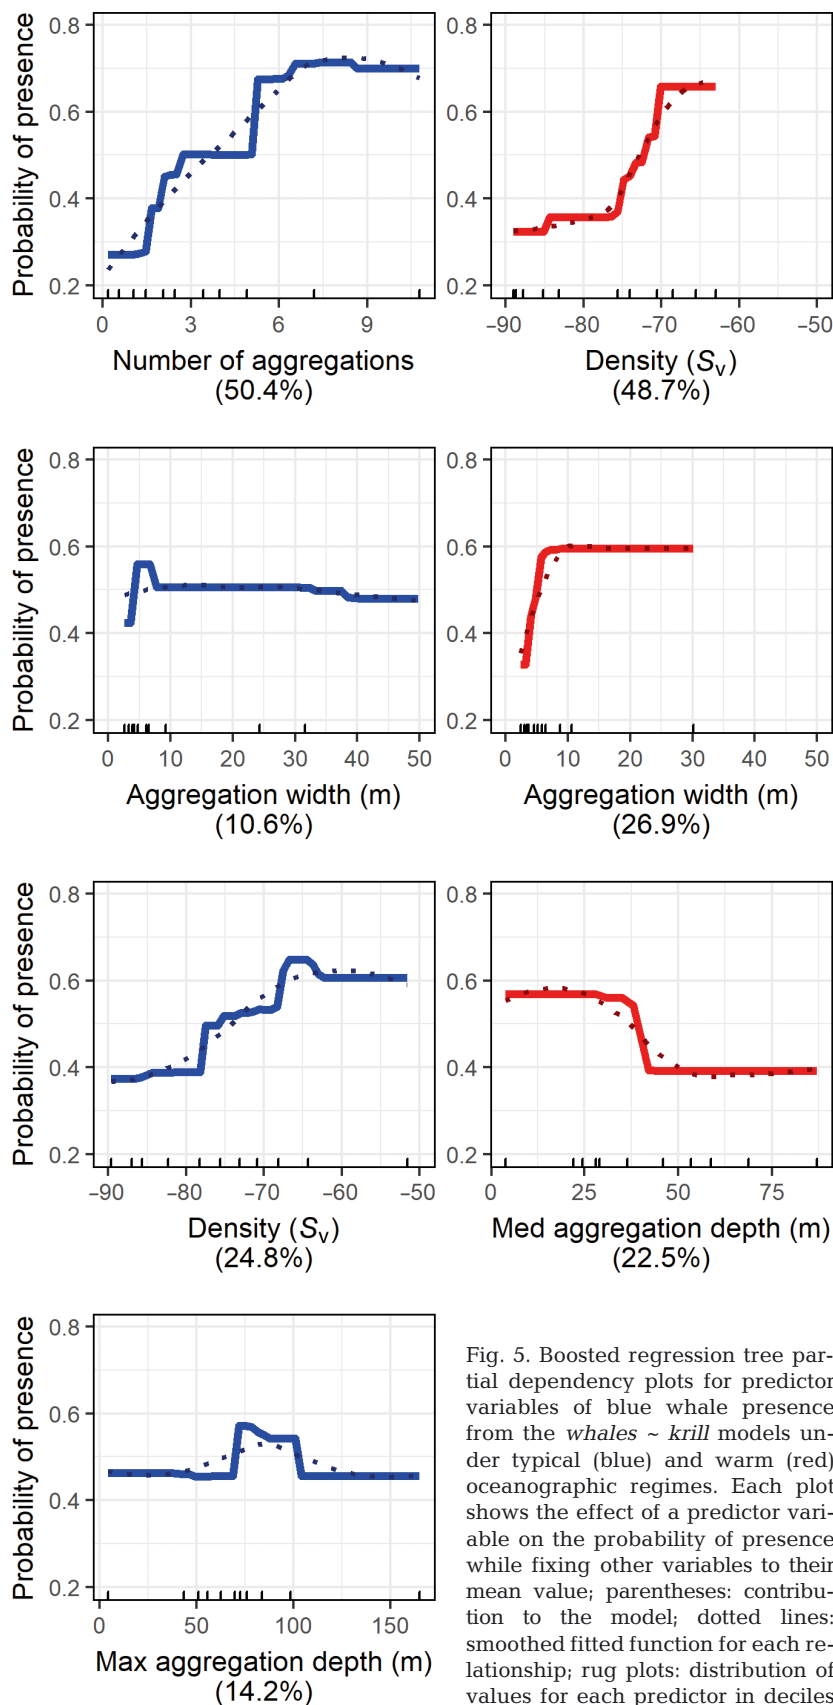 Probability of presence
0.8
0.6
0.4
0.2
0 3 6 9
Number of aggregations
(50.4%)
0.8
0.6
0.4
0.2
−90 −80 −70 −60 −50
Density (Sv)
(48.7%)
Probability of presence
0.8
0.6
0.4
0.2
0 10 20 30 40 50
Aggregation width (m)
(10.6%)
0.8
0.6
0.4
0.2
0 10 20 30 40 50
Aggregation width (m)
(26.9%)
Probability of presence
0.8
0.6
0.4
0.2
−90 −80 −70 −60 −50
Density (Sv)
(24.8%)
0.8
0.6
0.4
0.2
0 25 50 75
Med aggregation depth (m)
(22.5%)
Probability of presence
0.8
0.6
0.4
0.2
0 50 100 150
Max aggregation depth (m)
(14.2%)
Fig. 5. Boosted regression tree par-
tial dependency plots for predictor
variables of blue whale presence
from the whales ~ krill models un-
der typical (blue) and warm (red)
oceanographic regimes. Each plot
shows the effect of a predictor vari-
able on the probability of presence
while fixing other variables to their
mean value; parentheses: contribu-
tion to the model; dotted lines:
smoothed fitted function for each re-
lationship; rug plots: distribution of
values for each predictor in deciles